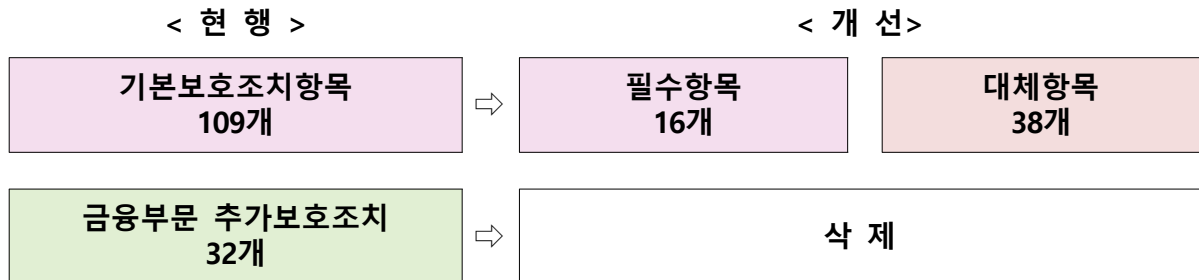 < 현 행 >
< 개 선>
기본보호조치항목
109개
⇨
필수항목
16개
대체항목
38개
금융부문 추가보호조치
32개
⇨
삭 제